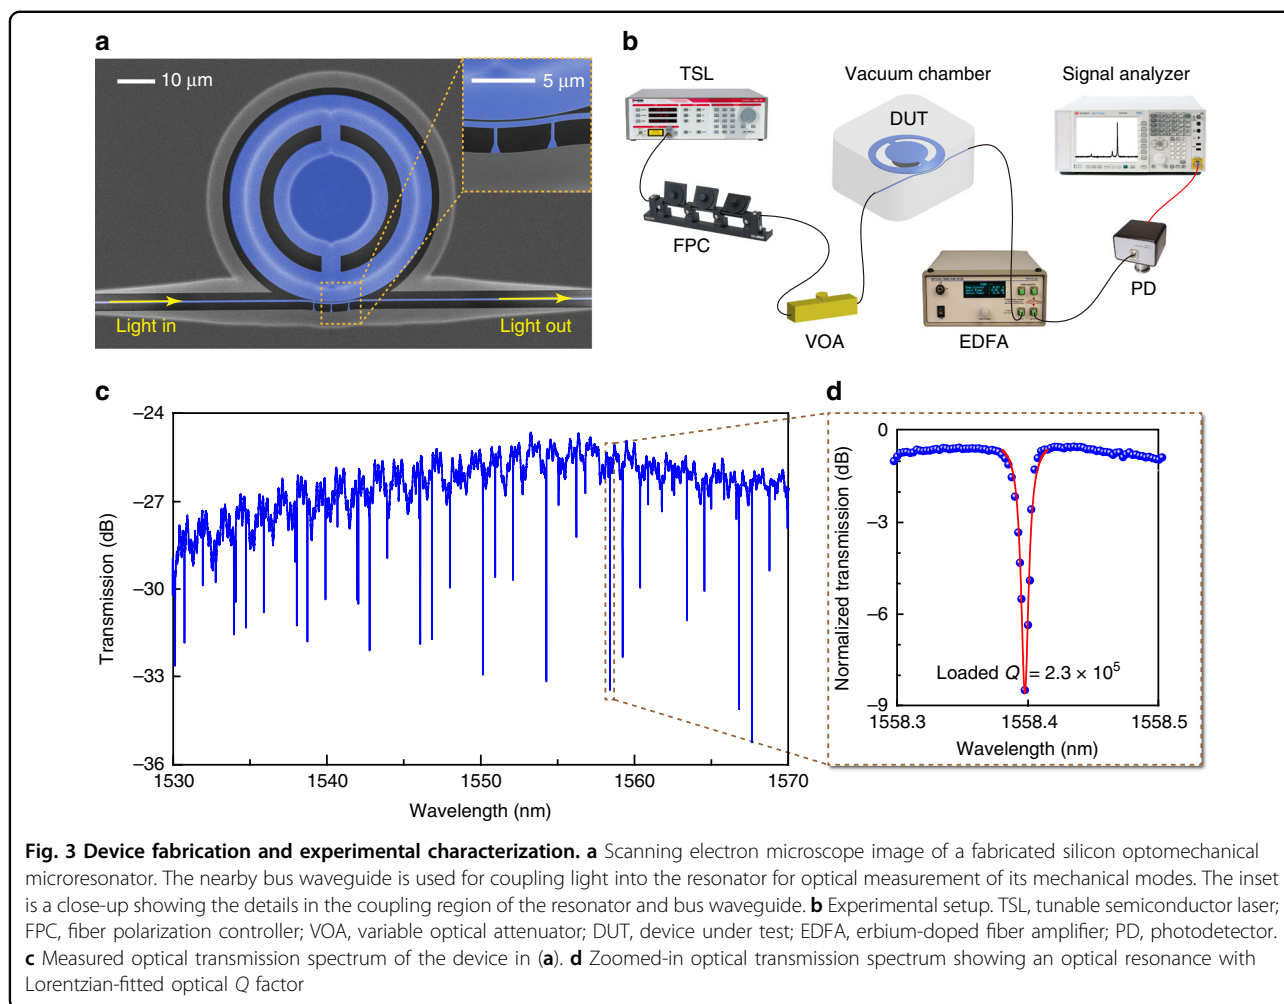 a
10 μm
5 μm
Light in
Light out
b
TSL
Vacuum chamber
Signal analyzer
DUT
FPC
VOA
EDFA
PD
c
Transmission (dB)
–24
–27
–30
–33
–36
1530
1540
1550
1560
1570
Wavelength (nm)
d
Normalized transmission (dB)
0
–3
–6
–9
Loaded Q = 2.3 × 10⁵
1558.3
1558.4
1558.5
Wavelength (nm)
Fig. 3 Device fabrication and experimental characterization. a Scanning electron microscope image of a fabricated silicon optomechanical
microresonator. The nearby bus waveguide is used for coupling light into the resonator for optical measurement of its mechanical modes. The inset
is a close-up showing the details in the coupling region of the resonator and bus waveguide. b Experimental setup. TSL, tunable semiconductor laser;
FPC, fiber polarization controller; VOA, variable optical attenuator; DUT, device under test; EDFA, erbium-doped fiber amplifier; PD, photodetector.
c Measured optical transmission spectrum of the device in (a). d Zoomed-in optical transmission spectrum showing an optical resonance with
Lorentzian-fitted optical Q factor